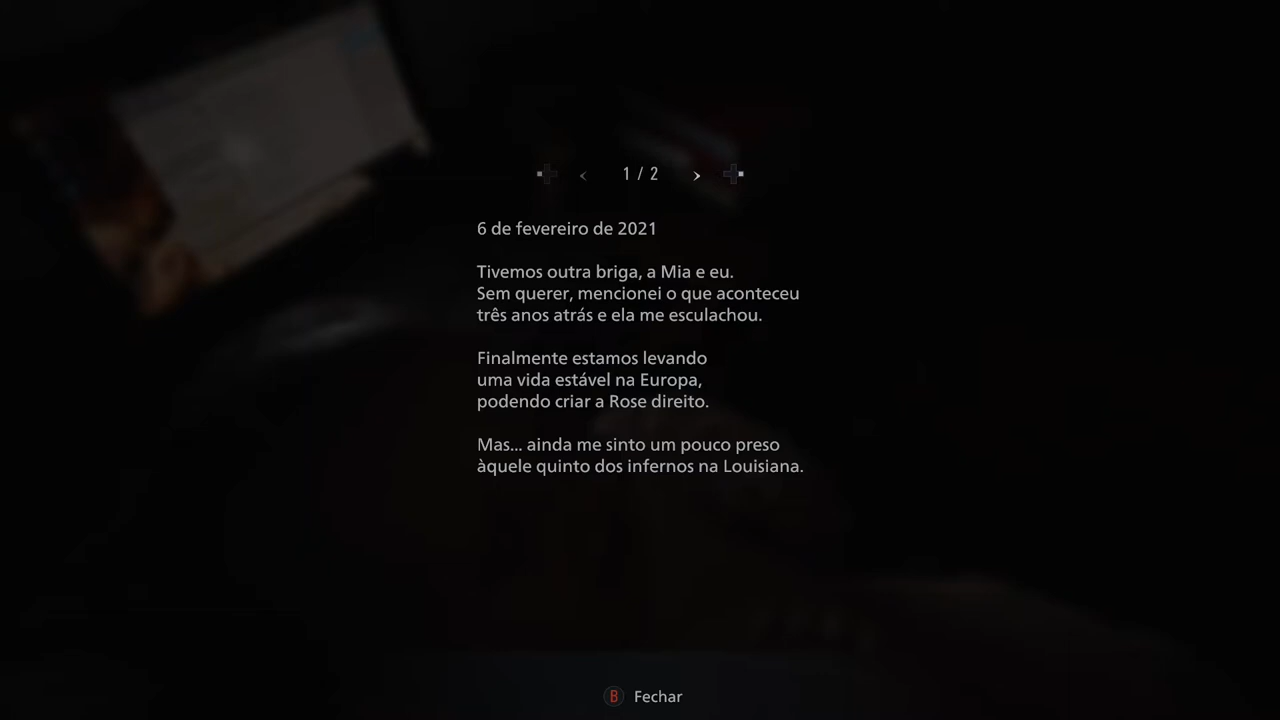 1 / 2
6 de fevereiro de 2021
Tivemos outra briga, a Mia e eu.
Sem querer, mencionei o que aconteceu
três anos atrás e ela me esculachou.
Finalmente estamos levando
uma vida estável na Europa,
podendo criar a Rose direito.
Mas... ainda me sinto um pouco preso
àquele quinto dos infernos na Louisiana.
B Fechar